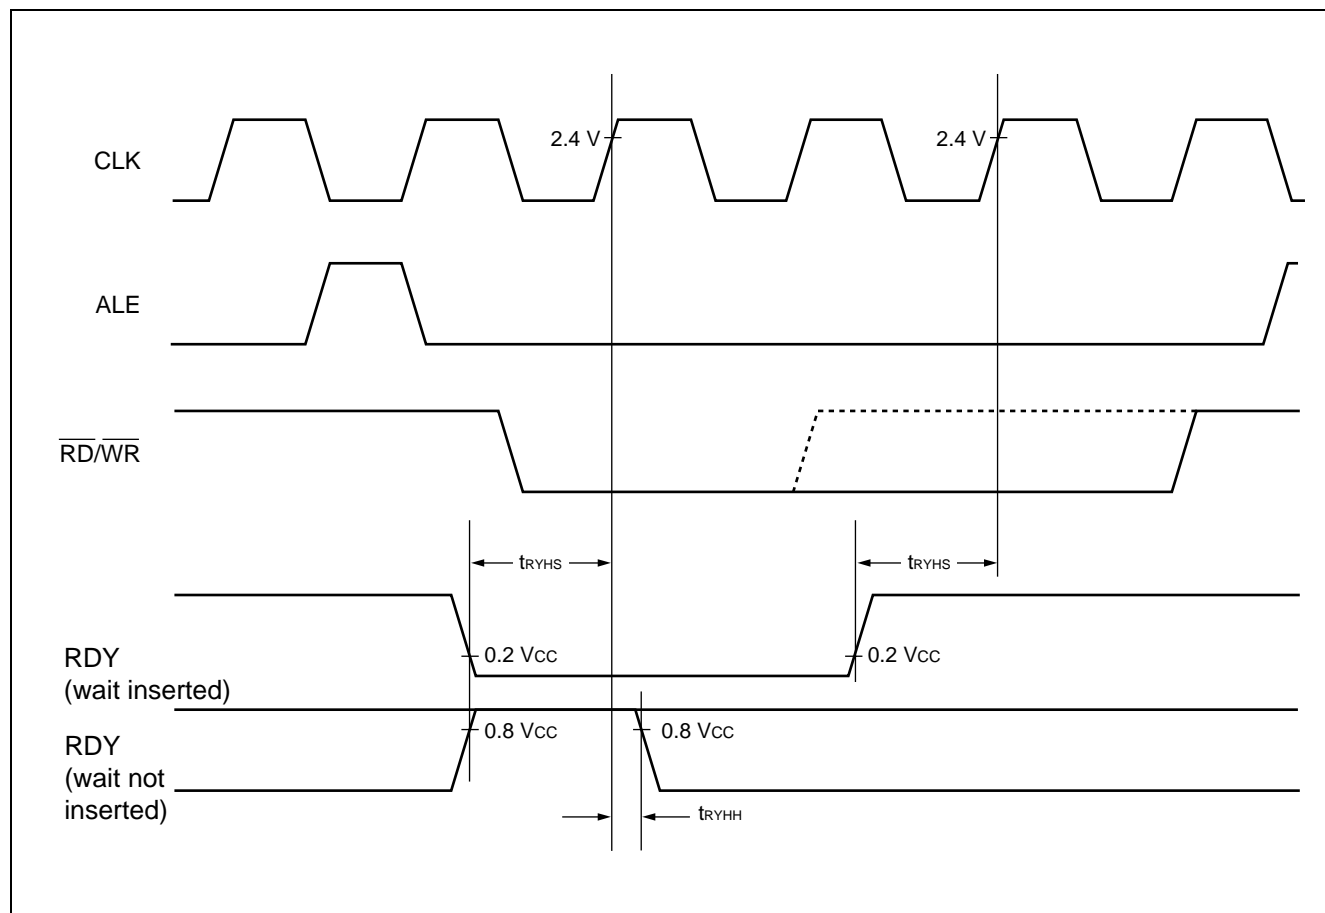 2.4 V
2.4 V
CLK
ALE
RD/WR
tRYHS
tRYHS
RDY
(wait inserted)
0.2 VCC
0.2 VCC
RDY
(wait not
inserted)
0.8 VCC
0.8 VCC
tRYHH